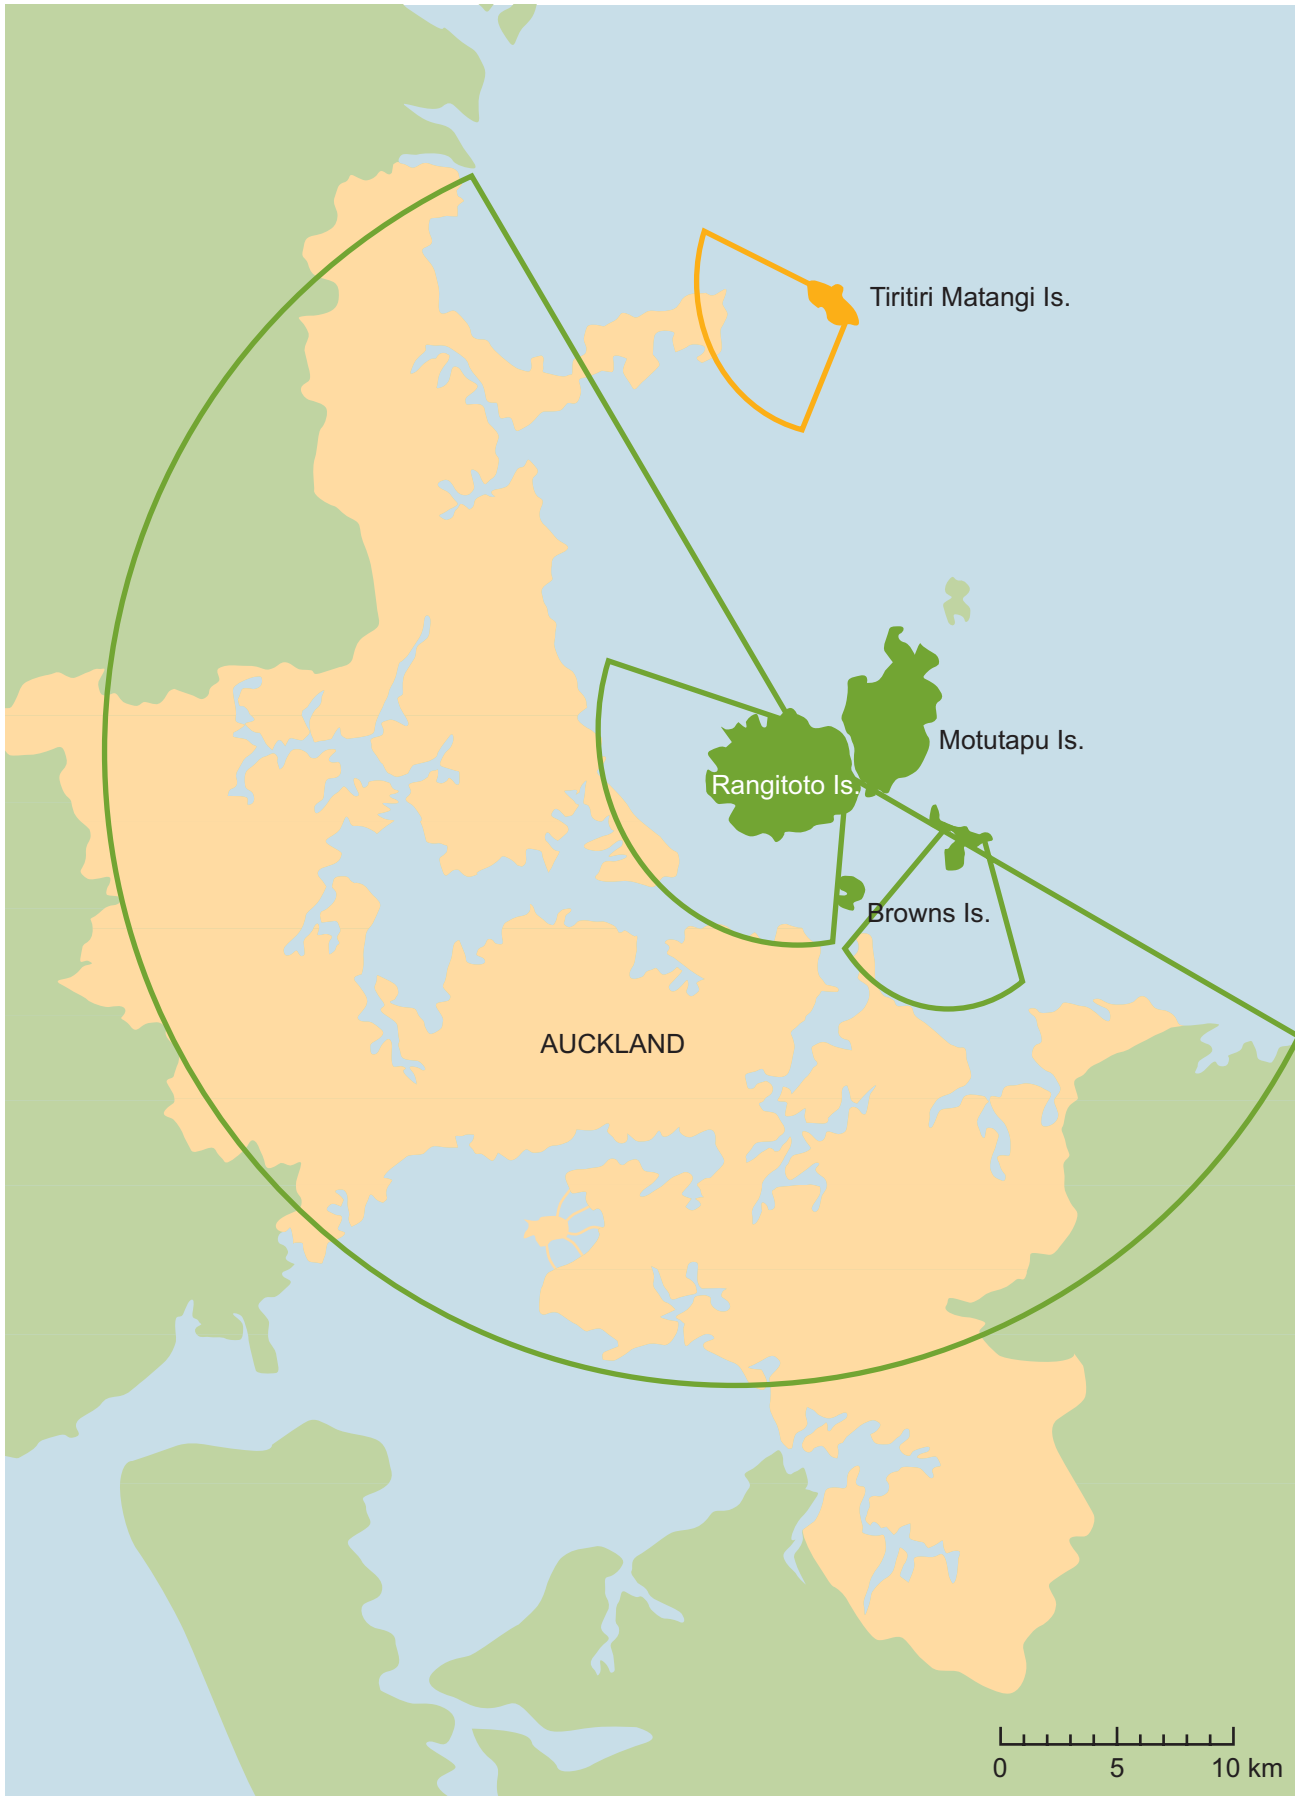 Tiritiri Matangi Is.
Motutapu Is.
Rangitoto Is.
Browns Is.
AUCKLAND
0 5 10 km